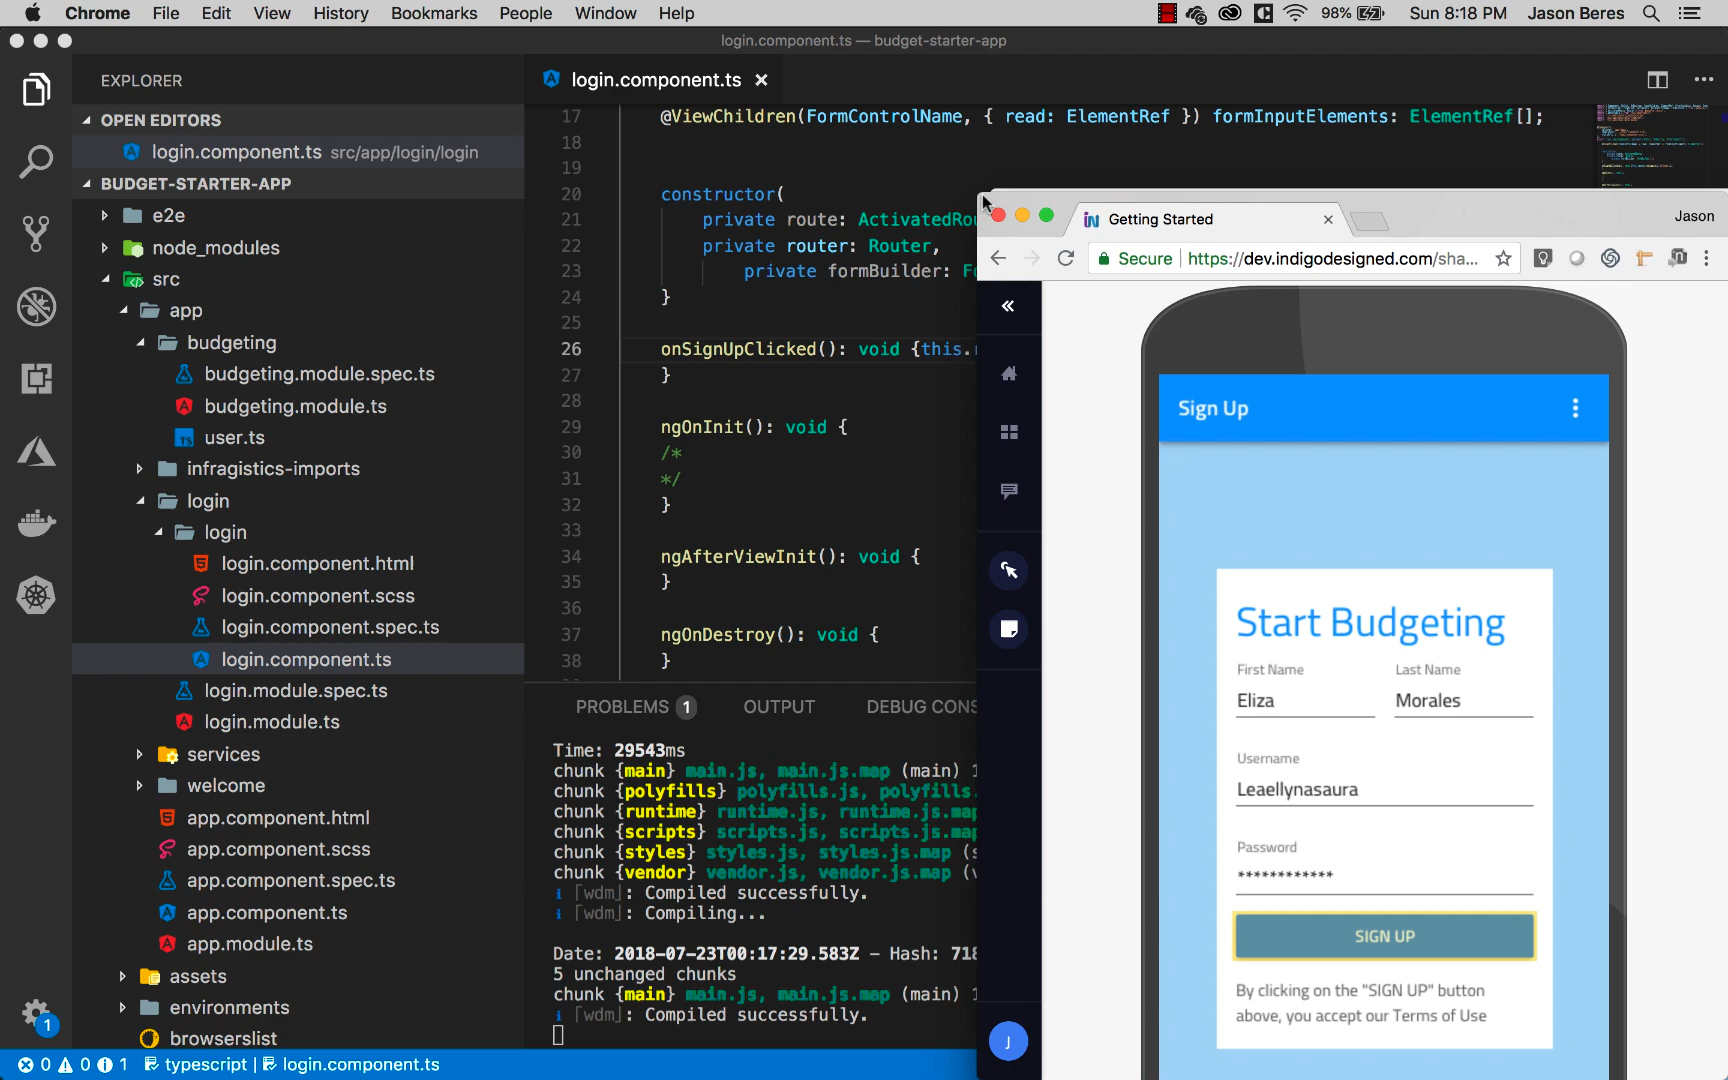 Chrome File Edit View History Bookmarks People Window Help 98% Sun 8:18 PM Jason Beres
login.component.ts — budget-starter-app
EXPLORER
OPEN EDITORS
login.component.ts src/app/login/login
BUDGET-STARTER-APP
e2e
node_modules
src
app
budgeting
budgeting.module.spec.ts
budgeting.module.ts
user.ts
infragistics-imports
login
login
login.component.html
login.component.scss
login.component.spec.ts
login.component.ts
login.module.spec.ts
login.module.ts
services
welcome
app.component.html
app.component.scss
app.component.spec.ts
app.component.ts
app.module.ts
assets
environments
browserslist
1
login.component.ts
17 @ViewChildren(FormControlName, { read: ElementRef }) formInputElements: ElementRef[];
18
19
20 constructor(
21 private route: ActivatedRou
22 private router: Router,
23 private formBuilder: Fo
24 }
25
26 onSignUpClicked(): void {this.
27 }
28
29 ngOnInit(): void {
30 /*
31 */
32 }
33
34 ngAfterViewInit(): void {
35 }
36
37 ngOnDestroy(): void {
38 }
PROBLEMS 1 OUTPUT DEBUG CONS
Time: 29543ms
chunk {main} main.js, main.js.map (main) 1
chunk {polyfills} polyfills.js, polyfills.
chunk {runtime} runtime.js, runtime.js.map
chunk {scripts} scripts.js, scripts.js.map
chunk {styles} styles.js, styles.js.map (s
chunk {vendor} vendor.js, vendor.js.map (v
i ｢wdm｣: Compiled successfully.
i ｢wdm｣: Compiling...
Date: 2018-07-23T00:17:29.583Z - Hash: 718
5 unchanged chunks
chunk {main} main.js, main.js.map (main) 1
i ｢wdm｣: Compiled successfully.
0 0 1 typescript | login.component.ts
Getting Started
Jason
Secure https://dev.indigodesigned.com/sha...
J
Sign Up
Start Budgeting
First Name Last Name
Eliza Morales
Username
Leaellynasaura
Password
************
SIGN UP
By clicking on the "SIGN UP" button
above, you accept our Terms of Use